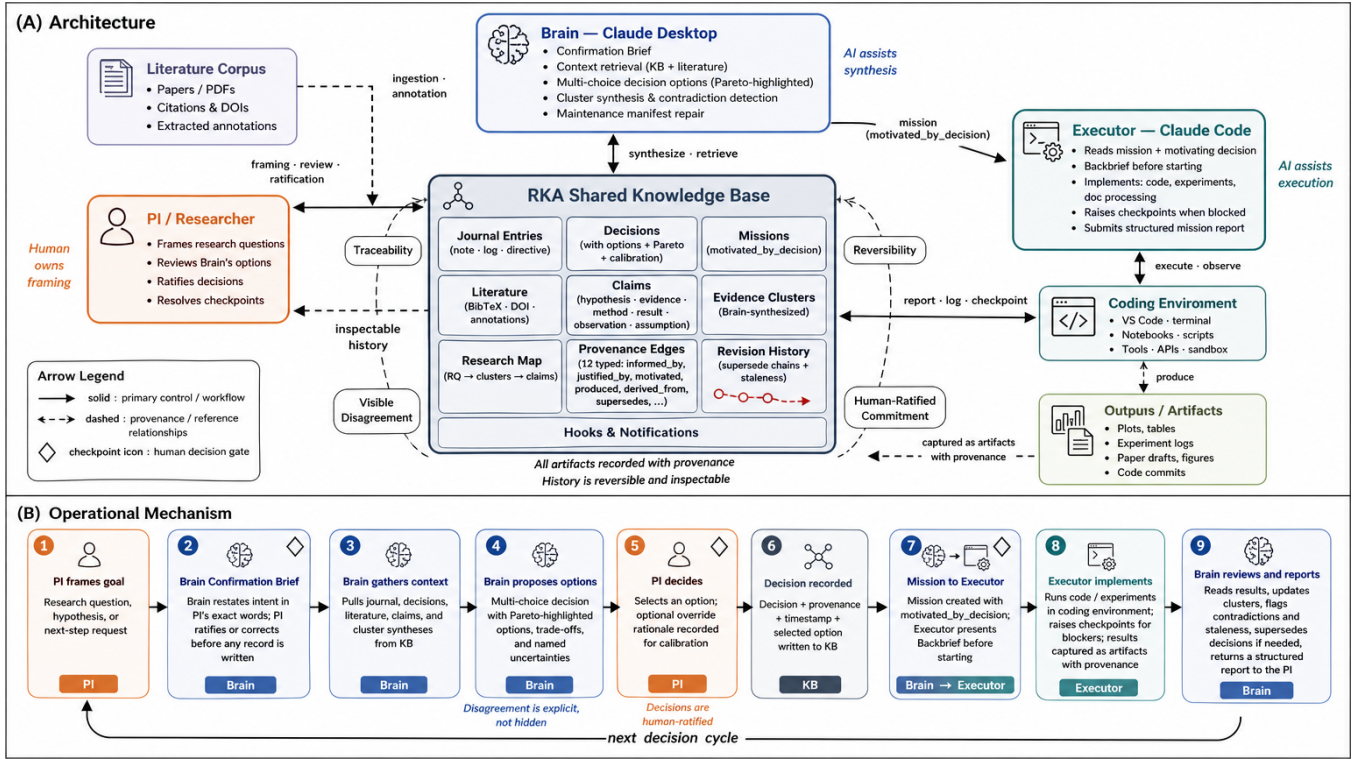 (A) Architecture
Literature Corpus
• Papers / PDFs
• Citations & DOIs
• Extracted annotations
ingestion ·
annotation
Brain — Claude Desktop
• Confirmation Brief
• Context retrieval (KB + literature)
• Multi-choice decision options (Pareto-highlighted)
• Cluster synthesis & contradiction detection
• Maintenance manifest repair
AI assists
synthesis
mission
(motivated_by_decision)
Executor — Claude Code
• Reads mission + motivating decision
• Backbrief before starting
• Implements: code, experiments,
doc processing
• Raises checkpoints when blocked
• Submits structured mission report
AI assists
execution
synthesize · retrieve
framing · review ·
ratification
Human
owns
framing
PI / Researcher
• Frames research questions
• Reviews Brain's options
• Ratifies decisions
• Resolves checkpoints
Traceability
inspectable
history
Visible
Disagreement
RKA Shared Knowledge Base
Journal Entries
(note · log · directive)
Decisions
(with options + Pareto
+ calibration)
Missions
(motivated_by_decision)
Literature
(BibTeX · DOI ·
annotations)
Claims
(hypothesis · evidence ·
method · result ·
observation · assumption)
Evidence Clusters
(Brain-synthesized)
Research Map
(RQ → clusters → claims)
Provenance Edges
(12 typed: informed_by,
justified_by, motivated,
produced, derived_from,
supersedes, ...)
Revision History
(supersede chains +
staleness)
Hooks & Notifications
All artifacts recorded with provenance
History is reversible and inspectable
Reversibility
Human-Ratified
Commitment
report · log · checkpoint
execute · observe
Coding Environment
• VS Code · terminal
• Notebooks · scripts
• Tools · APIs · sandbox
produce
Outpuns / Artifacts
• Plots, tables
• Experiment logs
• Paper drafts, figures
• Code commits
captured as artifacts
with provenance
Arrow Legend
solid : primary control / workflow
dashed : provenance / reference
relationships
checkpoint icon : human decision gate
(B) Operational Mechanism
1
PI frames goal
Research question,
hypothesis, or
next-step request
PI
2
Brain Confirmation Brief
Brain restates intent in
PI's exact words; PI
ratifies or corrects
before any record is
written
Brain
3
Brain gathers context
Pulls journal, decisions,
literature, claims, and
cluster syntheses
from KB
Brain
4
Brain proposes options
Multi-choice decision
with Pareto-highlighted
options, trade-offs,
and named
uncertainties
Brain
Disagreement is explicit,
not hidden
5
PI decides
Selects an option;
optional override
rationale recorded
for calibration
PI
Decisions are
human-ratified
6
Decision recorded
Decision + provenance
+ timestamp +
selected option
written to KB
KB
7
Mission to Executor
Mission created with
motivated_by_decision;
Executor presents
Backbrief before
starting
Brain → Executor
8
Executor implements
Runs code / experiments
in coding environment;
raises checkpoints for
blockers; results
captured as artifacts
with provenance
Executor
9
Brain reviews and reports
Reads results, updates
clusters, flags
contradictions and
staleness, supersedes
decisions if needed,
returns a structured
report to the PI
Brain
next decision cycle